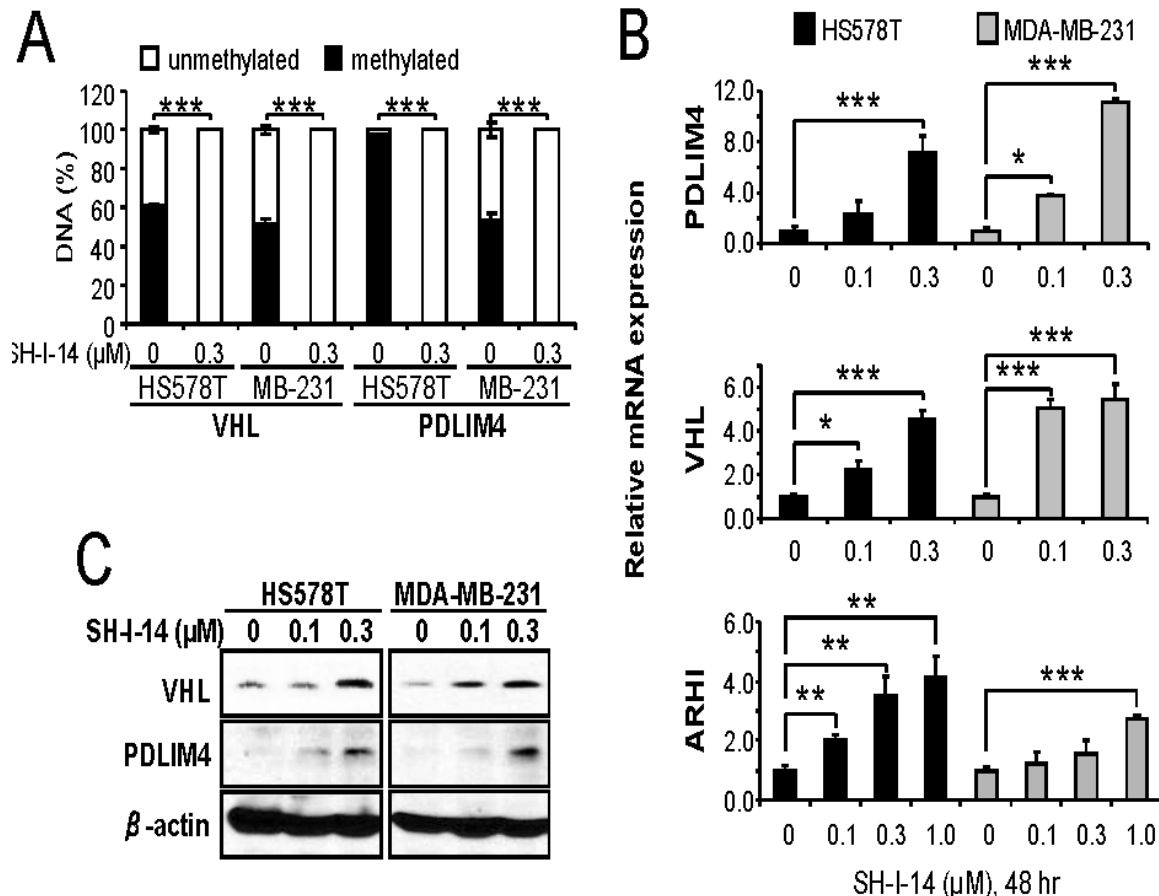 A
unmethylated methylated
*** *** *** ***
120
100
80
60
40
20
0
DNA (%)
SH-I-14 (μM) 0 0.3 0 0.3 0 0.3 0 0.3
HS578T MB-231 HS578T MB-231
VHL PDLIM4
B
HS578T MDA-MB-231
Relative mRNA expression
PDLIM4
12.0
8.0
4.0
0.0
*** * ***
0 0.1 0.3 0 0.1 0.3
VHL
6.0
4.0
2.0
0.0
* *** *** ***
0 0.1 0.3 0 0.1 0.3
ARHI
6.0
4.0
2.0
0.0
** ** ** ***
0 0.1 0.3 1.0 0 0.1 0.3 1.0
SH-I-14 (μM), 48 hr
C
HS578T MDA-MB-231
SH-I-14 (μM) 0 0.1 0.3 0 0.1 0.3
VHL
PDLIM4
β-actin